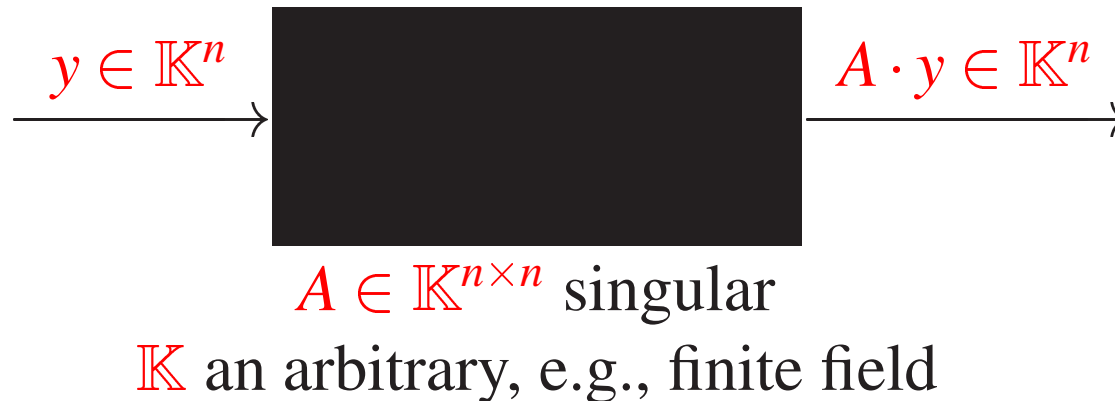 y ∈ 𝕂ⁿ
A · y ∈ 𝕂ⁿ
A ∈ 𝕂ⁿˣⁿ singular
𝕂 an arbitrary, e.g., finite field